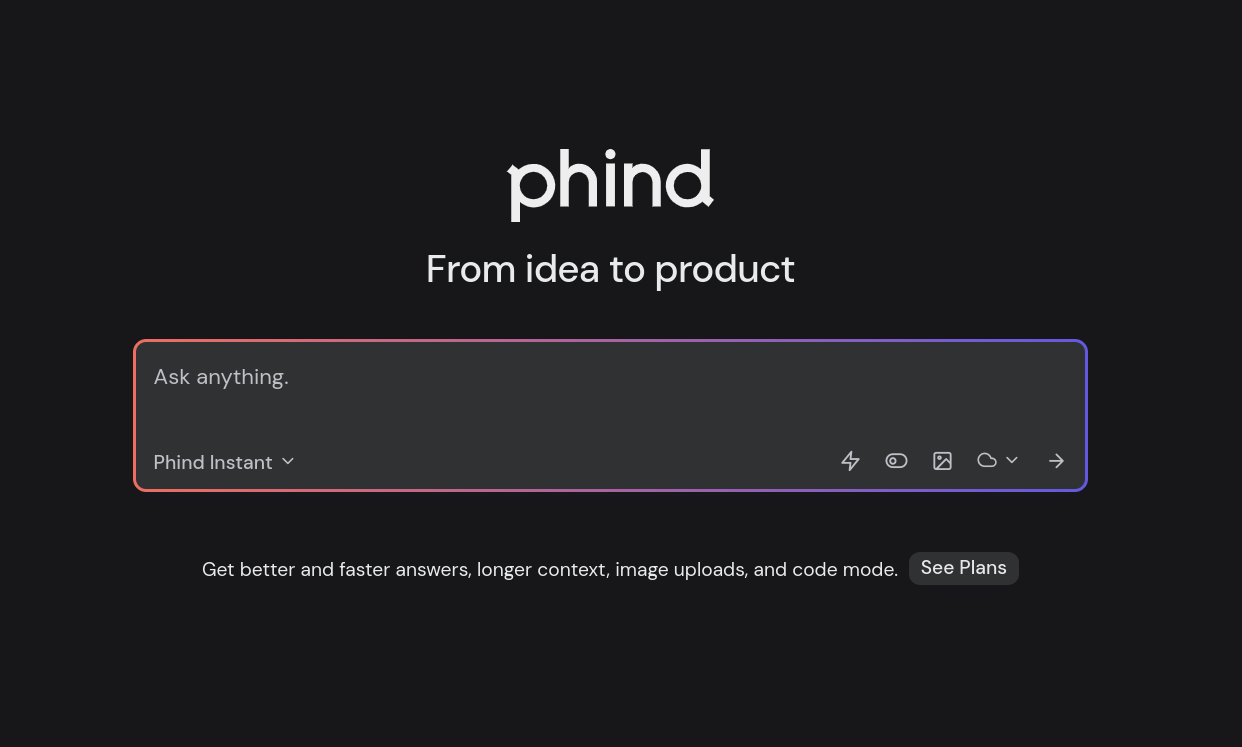 phind
From idea to product
Ask anything.
Phind Instant
Get better and faster answers, longer context, image uploads, and code mode. See Plans